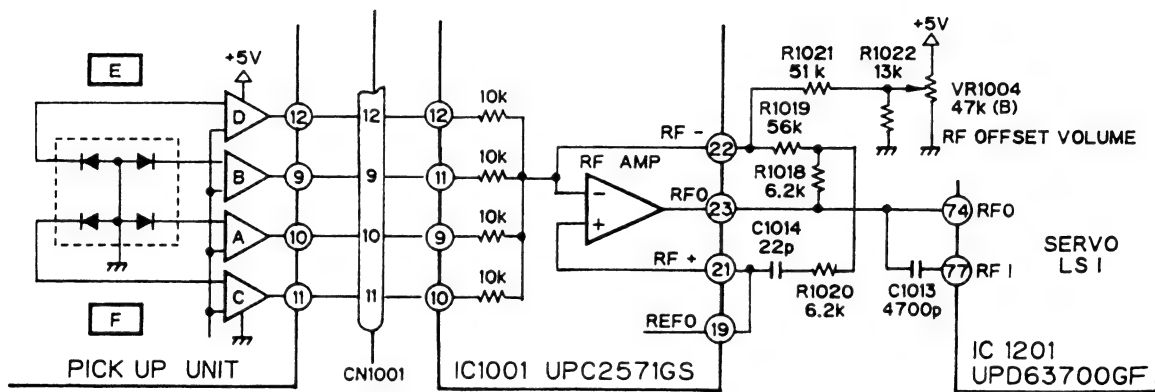 E
+5V
D
12
12
12
10k
B
9
9
11
10k
A
10
10
9
10k
C
11
11
10
10k
F
PICK UP UNIT
CN1001
IC1001 UPC2571GS
RF AMP
-
+
RF -
22
RFO
23
RF +
21
REFO
19
R1021
51k
R1022
13k
+5V
VR1004
47k (B)
RF OFFSET VOLUME
R1019
56k
R1018
6.2k
C1014
22p
R1020
6.2k
C1013
4700p
74
RFO
77
RF I
SERVO
LSI
IC 1201
UPD63700GF